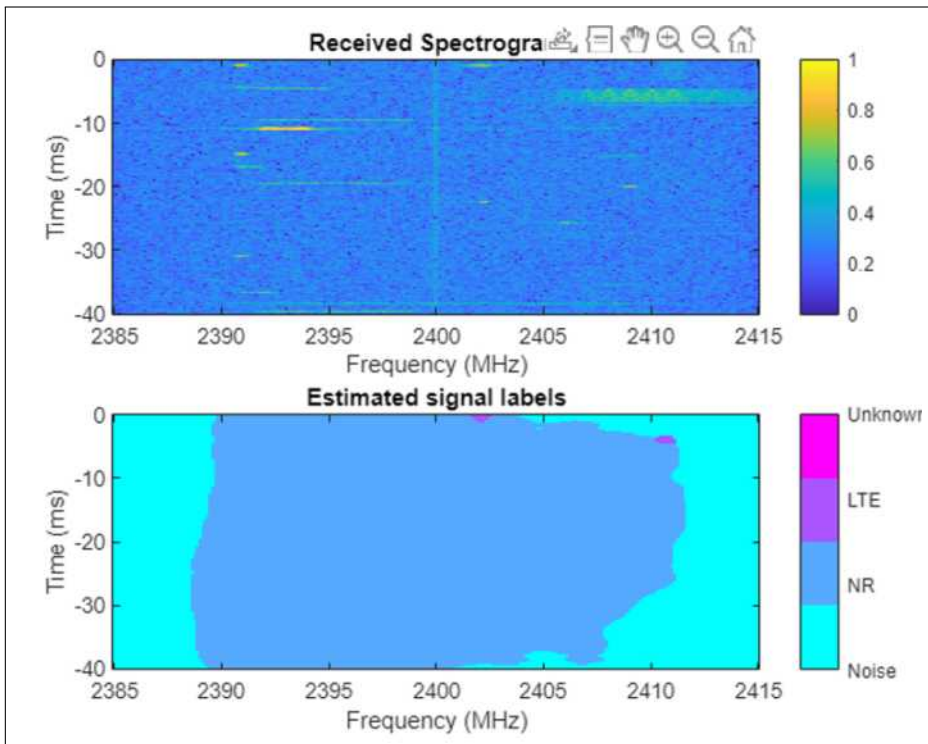 Received Spectrogra
0
-10
-20
-30
-40
Time (ms)
2385 2390 2395 2400 2405 2410 2415
Frequency (MHz)
1
0.8
0.6
0.4
0.2
0
Estimated signal labels
0
-10
-20
-30
-40
Time (ms)
2385 2390 2395 2400 2405 2410 2415
Frequency (MHz)
Unknown
LTE
NR
Noise